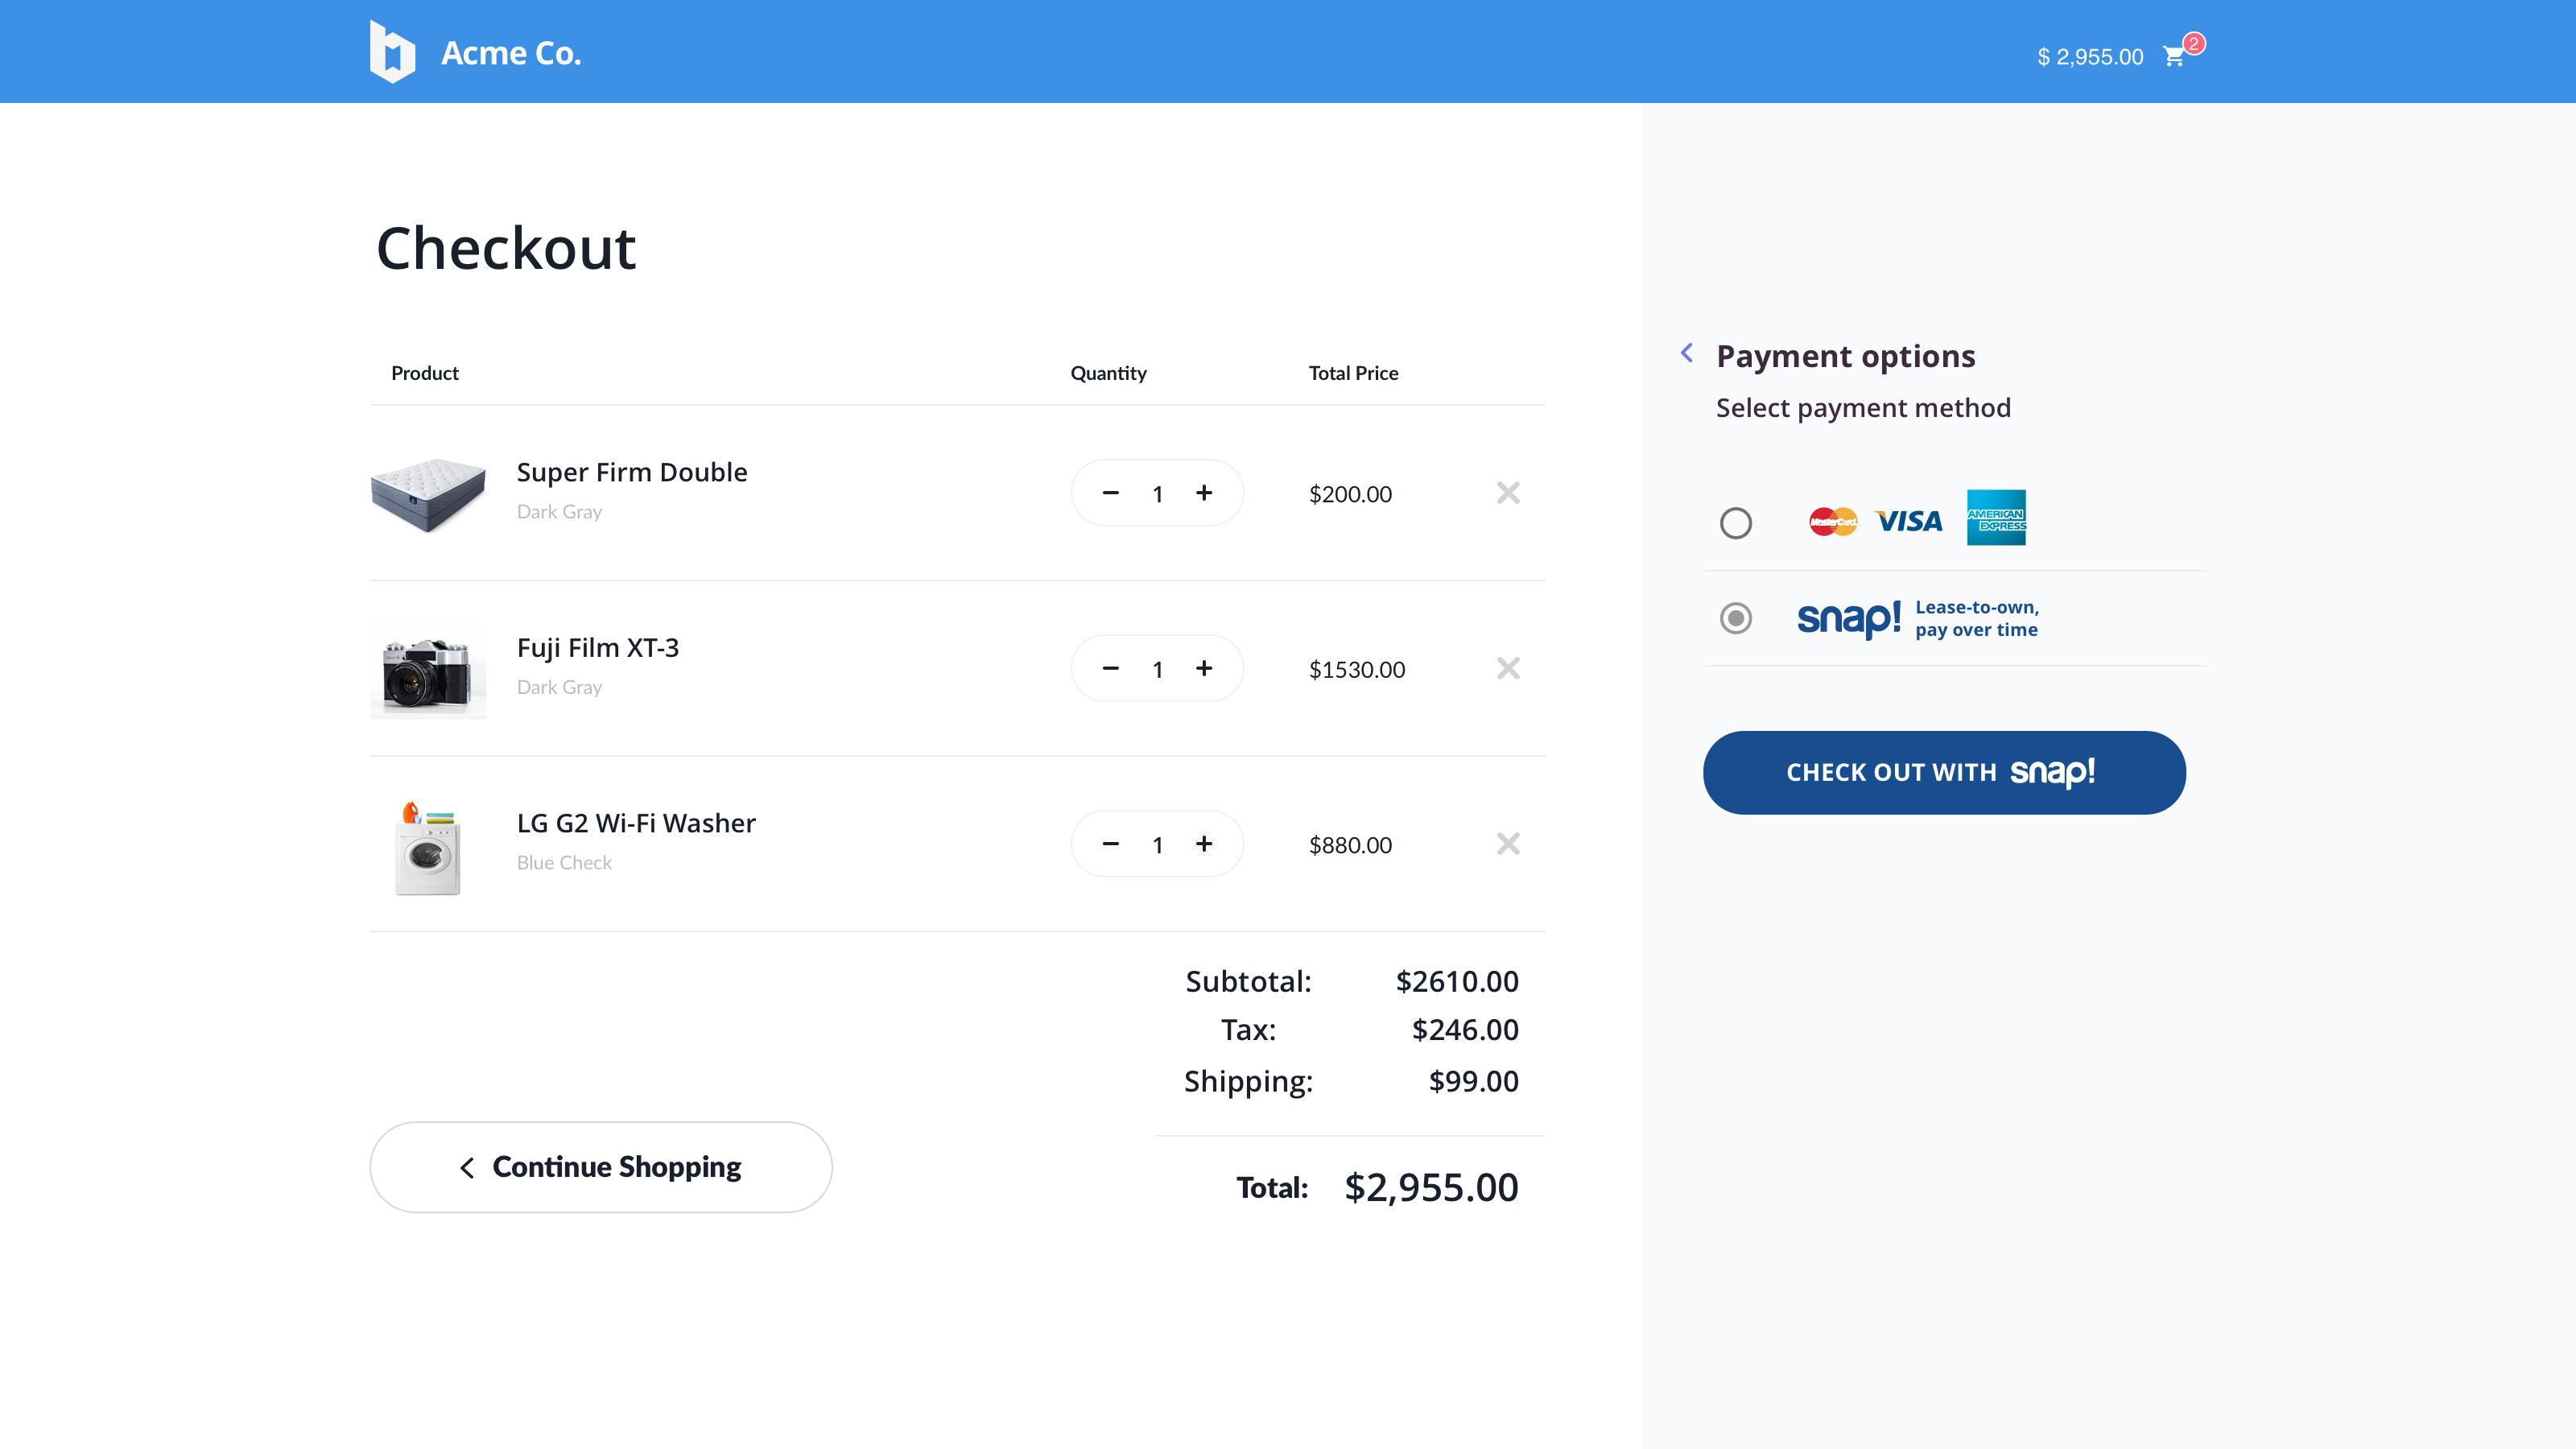 Acme Co.
$ 2,955.00 2
Checkout
Product Quantity Total Price
Super Firm Double
Dark Gray
1 $200.00
Fuji Film XT-3
Dark Gray
1 $1530.00
LG G2 Wi-Fi Washer
Blue Check
1 $880.00
Subtotal: $2610.00
Tax: $246.00
Shipping: $99.00
Total: $2,955.00
Continue Shopping
Payment options
Select payment method
MasterCard VISA AMERICAN
EXPRESS
snap! Lease-to-own,
pay over time
CHECK OUT WITH snap!